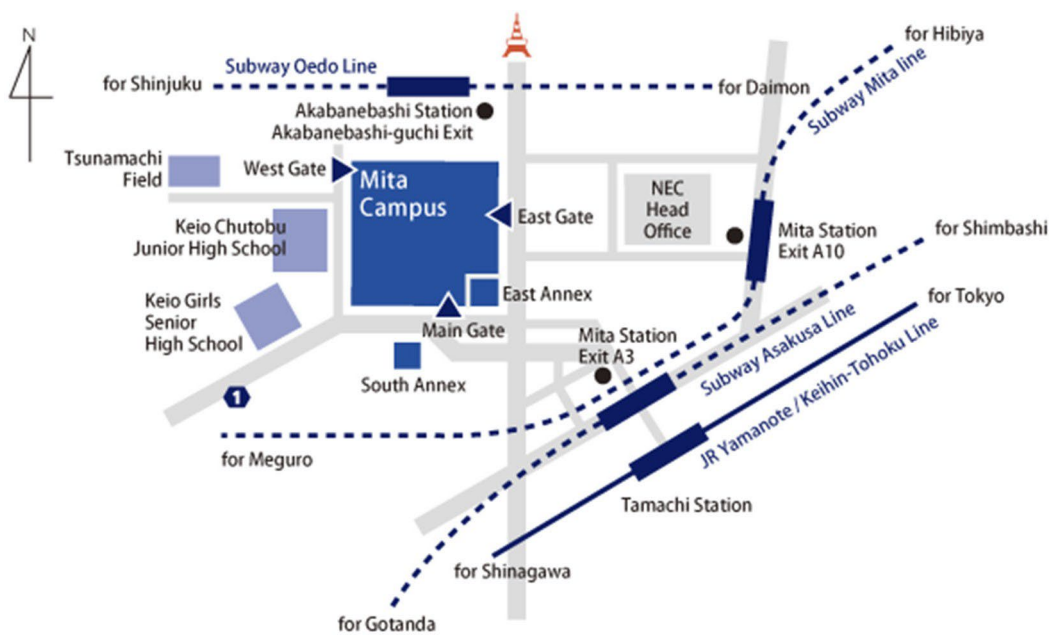 N
for Hibiya
Subway Oedo Line
for Shinjuku
for Daimon
Subway Mita line
Akabanebashi Station
Akabanebashi-guchi Exit
Tsunamachi
Field
West Gate
Mita
Campus
NEC
Head
Office
East Gate
Keio Chutobu
Junior High School
Mita Station
Exit A10
for Shimbashi
Keio Girls
Senior
High School
East Annex
for Tokyo
Main Gate
Mita Station
Exit A3
Subway Asakusa Line
South Annex
1
JR Yamanote / Keihin-Tohoku Line
for Meguro
Tamachi Station
for Shinagawa
for Gotanda